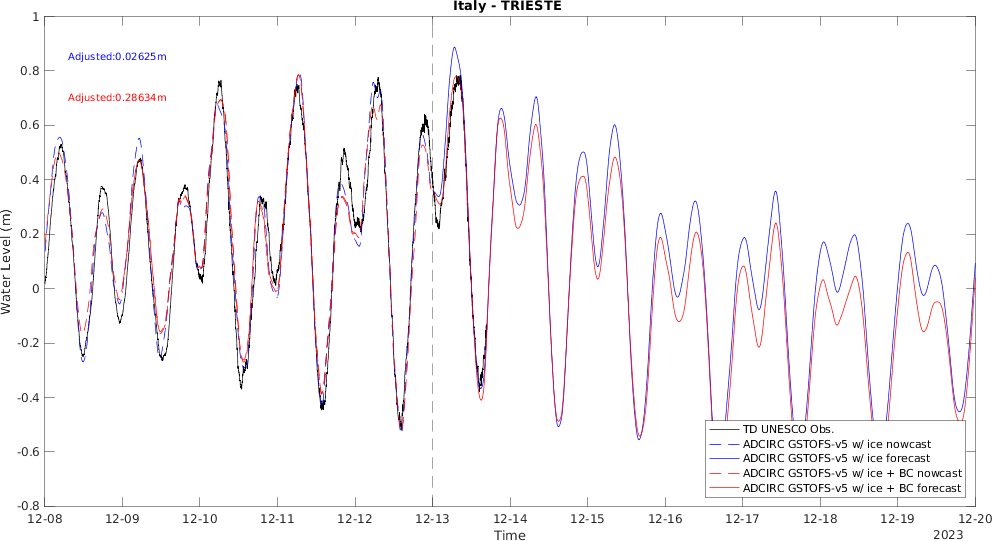 Italy - TRIESTE
1
Adjusted:0.02625m
0.8
Adjusted:0.28634m
0.6
0.4
0.2
0
-0.2
-0.4
-0.6
-0.8
Water Level (m)
TD UNESCO Obs.
ADCIRC GSTOFS-v5 w/ ice nowcast
ADCIRC GSTOFS-v5 w/ ice forecast
ADCIRC GSTOFS-v5 w/ ice + BC nowcast
ADCIRC GSTOFS-v5 w/ ice + BC forecast
12-08 12-09 12-10 12-11 12-12 12-13 12-14 12-15 12-16 12-17 12-18 12-19 12-20
Time
2023